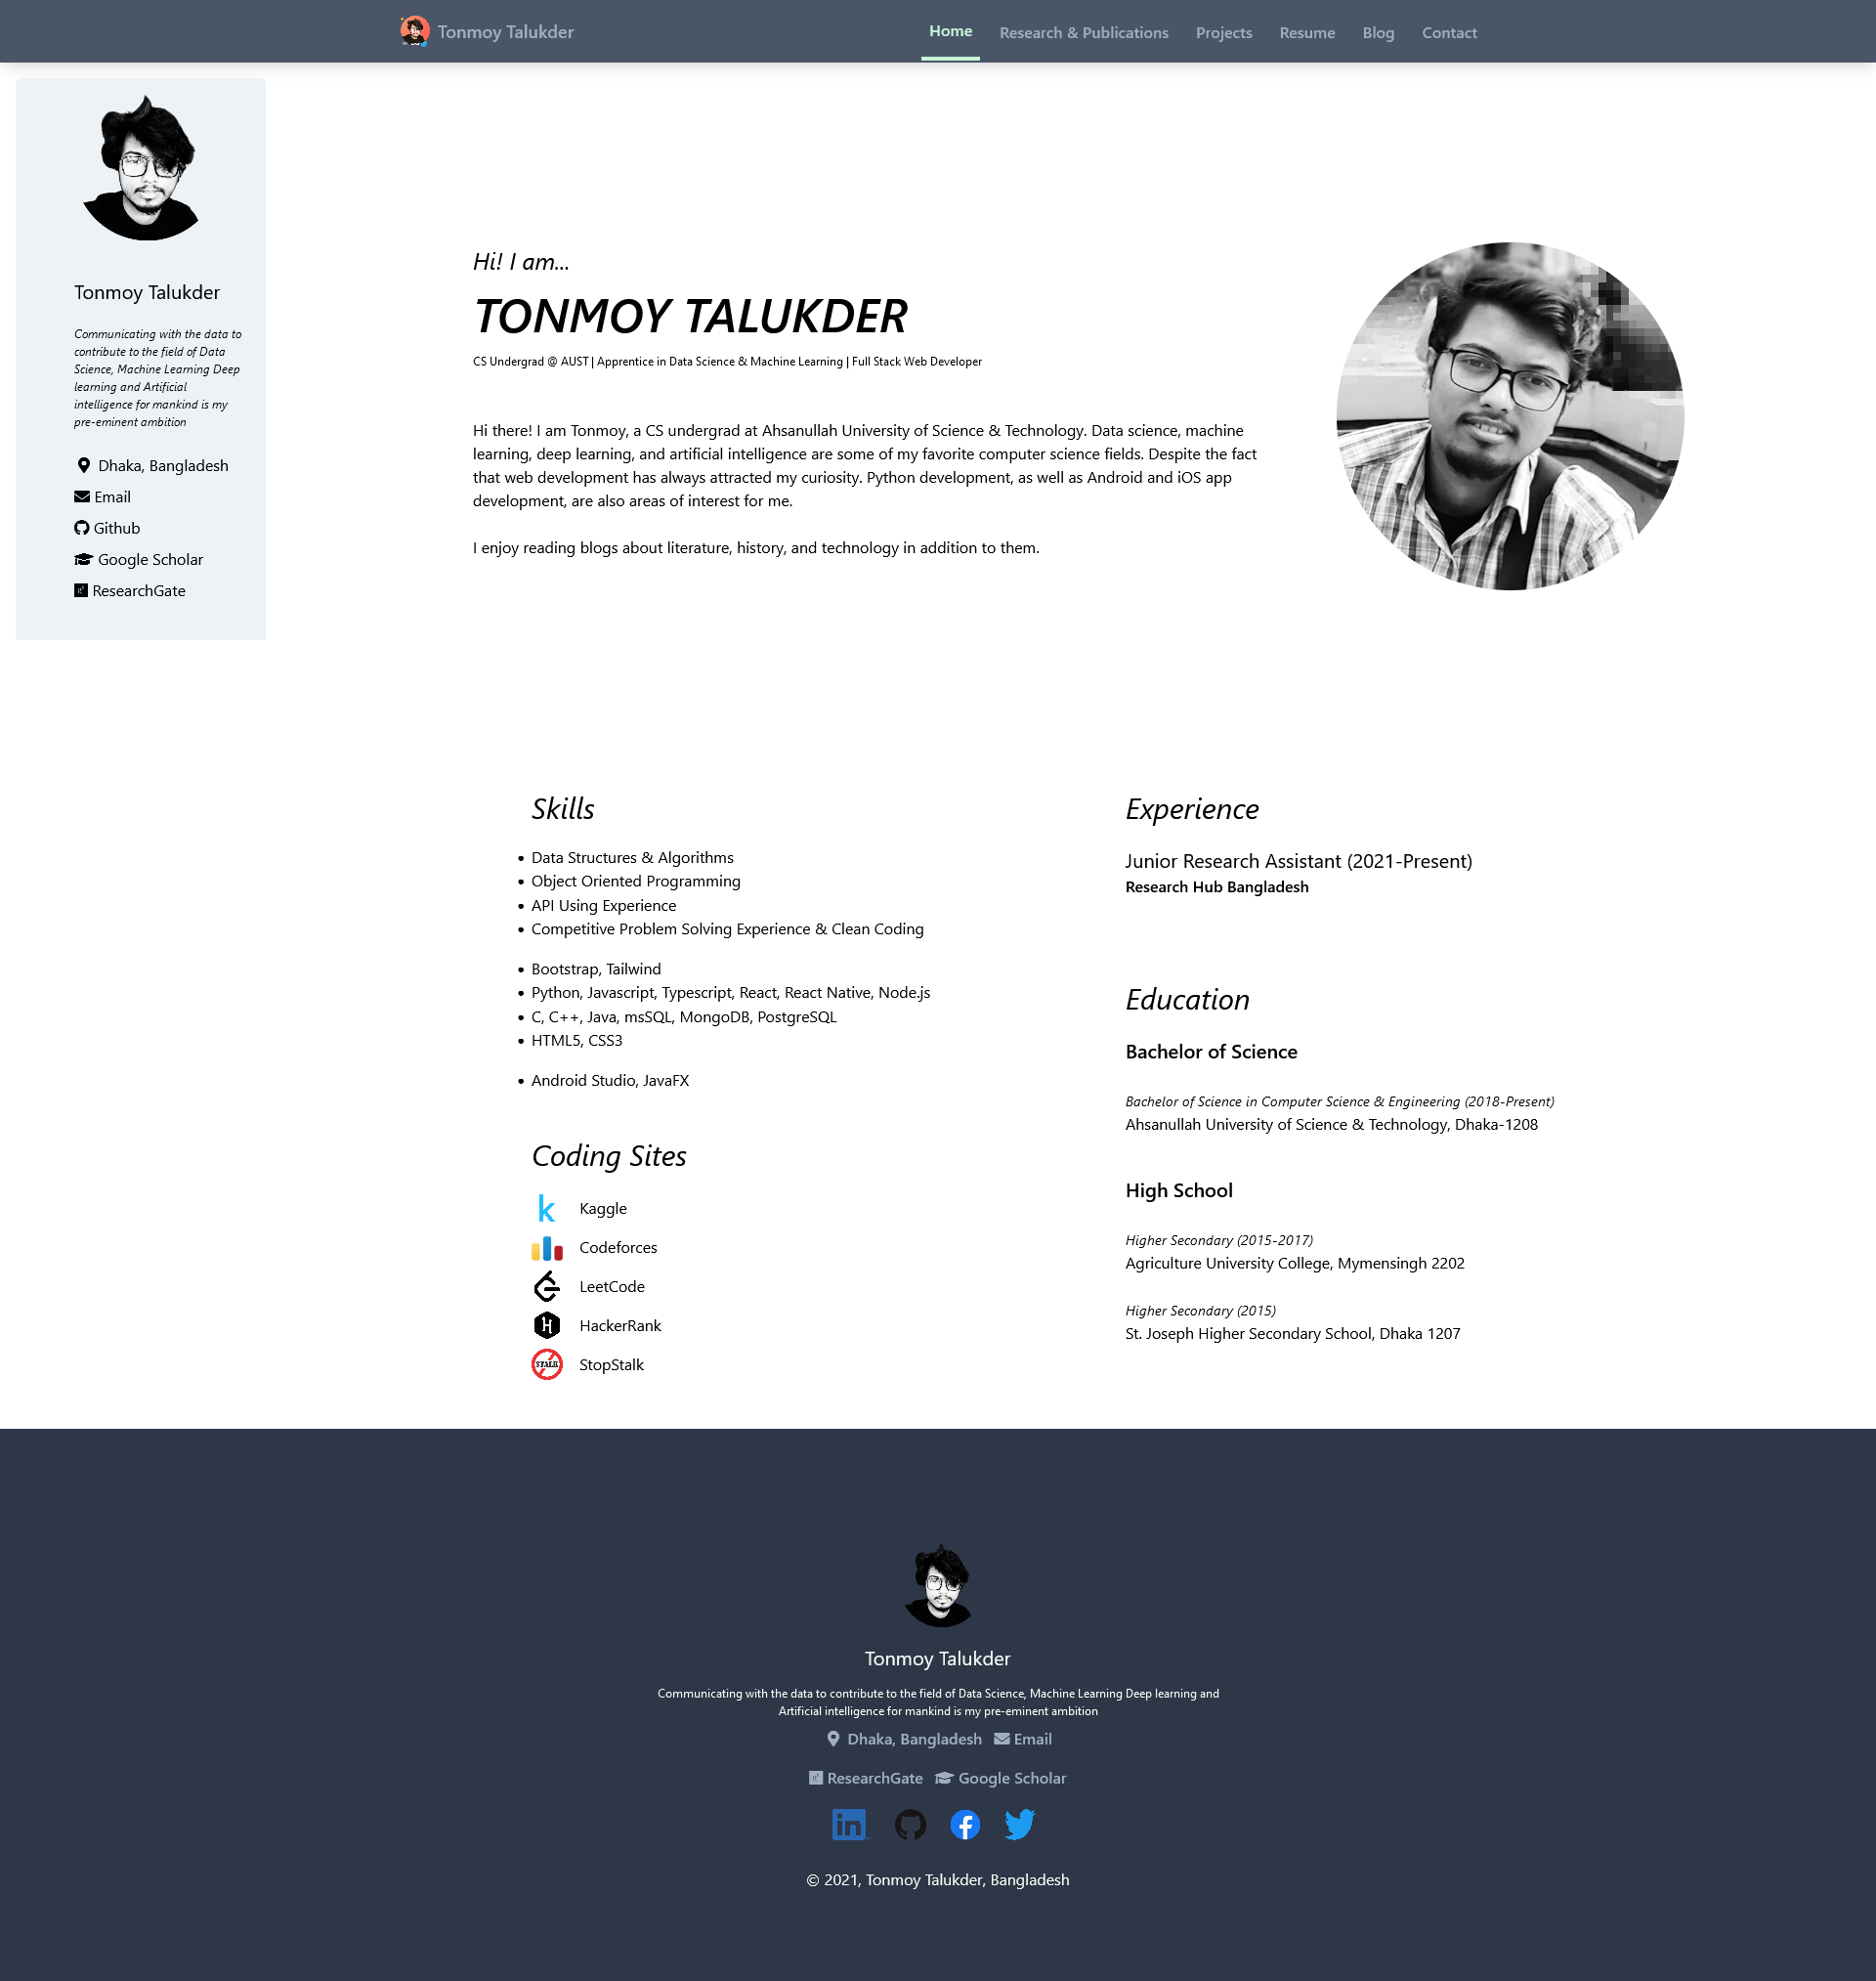 Tonmoy Talukder
Home
Research & Publications
Projects
Resume
Blog
Contact
Tonmoy Talukder
Communicating with the data to
contribute to the field of Data
Science, Machine Learning Deep
learning and Artificial
intelligence for mankind is my
pre-eminent ambition
Dhaka, Bangladesh
Email
Github
Google Scholar
ResearchGate
Hi! I am...
TONMOY TALUKDER
CS Undergrad @ AUST | Apprentice in Data Science & Machine Learning | Full Stack Web Developer
Hi there! I am Tonmoy, a CS undergrad at Ahsanullah University of Science & Technology. Data science, machine
learning, deep learning, and artificial intelligence are some of my favorite computer science fields. Despite the fact
that web development has always attracted my curiosity. Python development, as well as Android and iOS app
development, are also areas of interest for me.
I enjoy reading blogs about literature, history, and technology in addition to them.
Skills
• Data Structures & Algorithms
• Object Oriented Programming
• API Using Experience
• Competitive Problem Solving Experience & Clean Coding
• Bootstrap, Tailwind
• Python, Javascript, Typescript, React, React Native, Node.js
• C, C++, Java, msSQL, MongoDB, PostgreSQL
• HTML5, CSS3
• Android Studio, JavaFX
Coding Sites
Kaggle
Codeforces
LeetCode
HackerRank
STALK
StopStalk
Experience
Junior Research Assistant (2021-Present)
Research Hub Bangladesh
Education
Bachelor of Science
Bachelor of Science in Computer Science & Engineering (2018-Present)
Ahsanullah University of Science & Technology, Dhaka-1208
High School
Higher Secondary (2015-2017)
Agriculture University College, Mymensingh 2202
Higher Secondary (2015)
St. Joseph Higher Secondary School, Dhaka 1207
Tonmoy Talukder
Communicating with the data to contribute to the field of Data Science, Machine Learning Deep learning and
Artificial intelligence for mankind is my pre-eminent ambition
Dhaka, Bangladesh Email
ResearchGate Google Scholar
© 2021, Tonmoy Talukder, Bangladesh